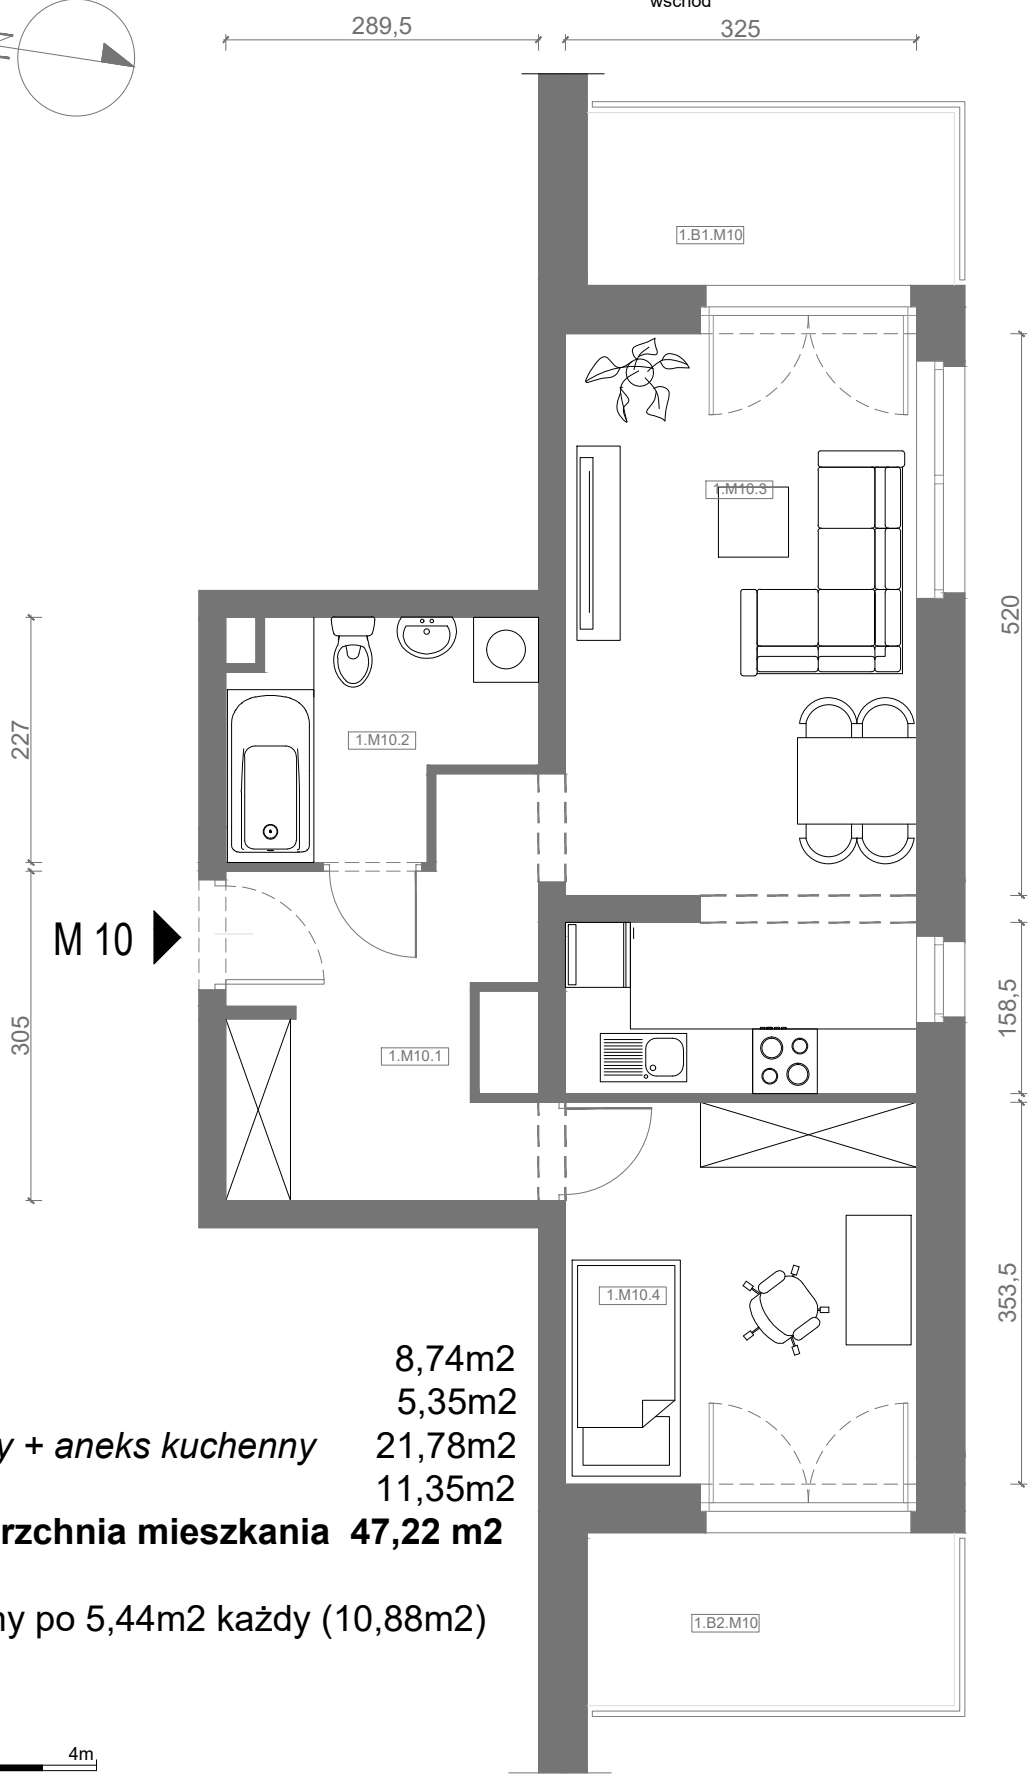 wschód
N
289,5
325
1.B1.M10
1.M10.3
520
227
1.M10.2
M 10
305
1.M10.1
158,5
353,5
1.M10.4
8,74m2
5,35m2
y + aneks kuchenny 21,78m2
11,35m2
rzchnia mieszkania 47,22 m2
ny po 5,44m2 każdy (10,88m2)
1.B2.M10
4m